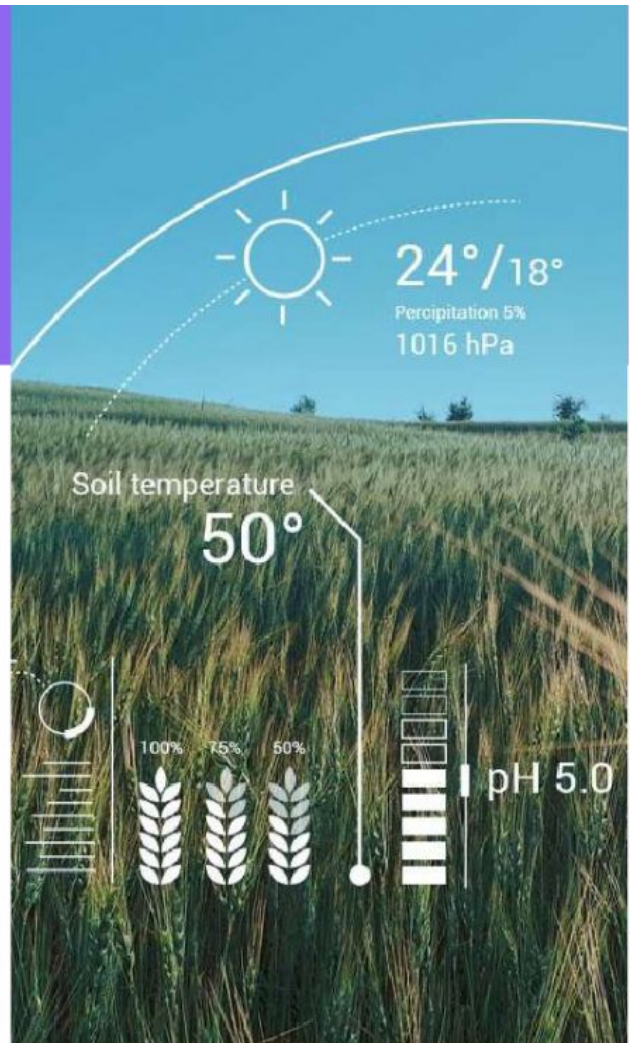 24°/18°
Percipitation 5%
1016 hPa
Soil temperature
50°
100% 75% 50%
pH 5.0